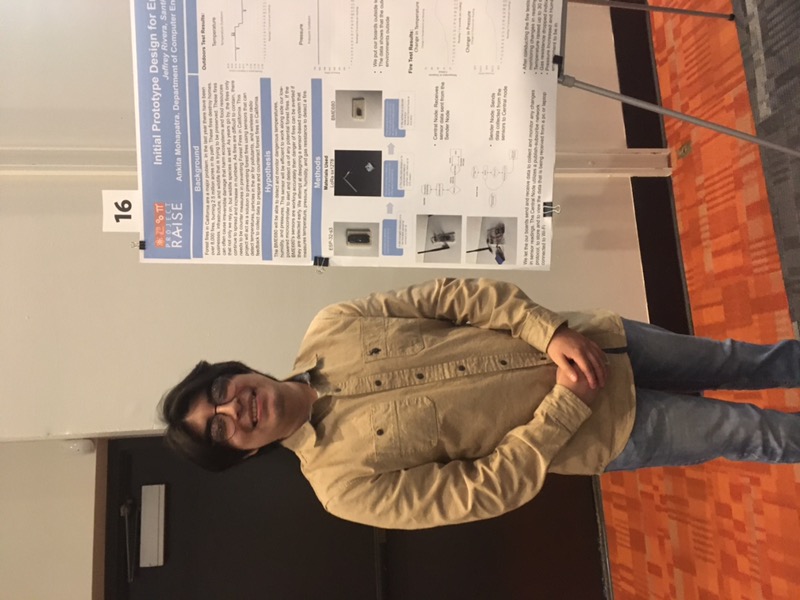 16
PROJECT
RAISE
Initial Prototype Design for E
Jeffrey Rivera, Santi
Ankita Mohapatra, Department of Computer En
Background
Forest fires in California are a major problem. In the last year there have been
over 8,000 fires, burning 2.5 million acres in its path. These fires destroy homes,
businesses, infrastructure, and wildlife that is trying to be preserved. These fires
can often cause irreversible damage that harm ecosystems and food resources
that not only we rely on, but wildlife species as well. As years go by, the fires only
continue to spread and increase in numbers. As fires are difficult to contain, there
needs to be counter measures in preventing Forest Fires in California. This
project will act as a solution to preventing forest fires using sensors that can
detect temperatures, particles in the air for pollutants, and wireless radio
feedback to collect data to prepare and counteract forest fires in California.
Hypothesis
The BME680 will be able to detect and monitor dangerous temperatures,
humidity, and pressures. This sensor will be efficient to work along side our low-
powered microcontroller to alert and detect us of any potential forest fires. If the
BME680's sensors are working accurately then danger of fires can be averted if
they are detected early. We attempt at designing a sensor-based system that
measures temperature, pressure, humidity, and gas resistance to detect a fire
Methods
Materials Used
ESP-32-s3
LoRa sx1278
BME680
Central Node: Receives
sensor data sent from the
Sender Node
Sender Node: Sends
data collected from the
sensors to Central node
We let the our boards send and receive data to collect and monitor any changes
in sensor readings. The Central Node utilizes a publish-subscribe network
protocol, to store and to view the data that is being received from a pc or laptop
connected to Wi-Fi
Outdoors Test Results:
Temperature
Pressure
We put our boards outside
The data shows that the
environments outside
Fire Test Results:
Change in Temperature
Change in Pressure
After conducting the fire tests
monitoring changes in
Temperature raised up to
Gas resistance dropped
Pressure Increased and
to be in